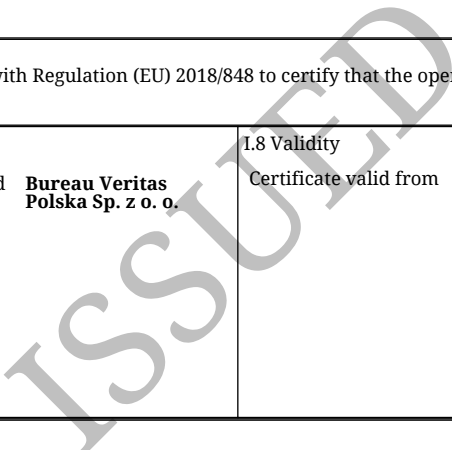 with Regulation (EU) 2018/848 to certify that the oper
I.8 Validity
Bureau Veritas
Polska Sp. z o. o.
Certificate valid from
ISSUED